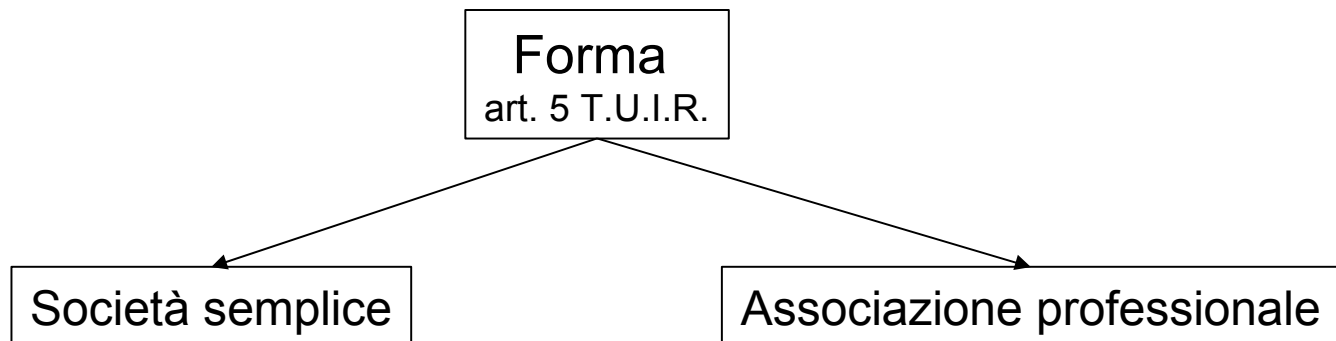 Forma
art. 5 T.U.I.R.
Società semplice
Associazione professionale